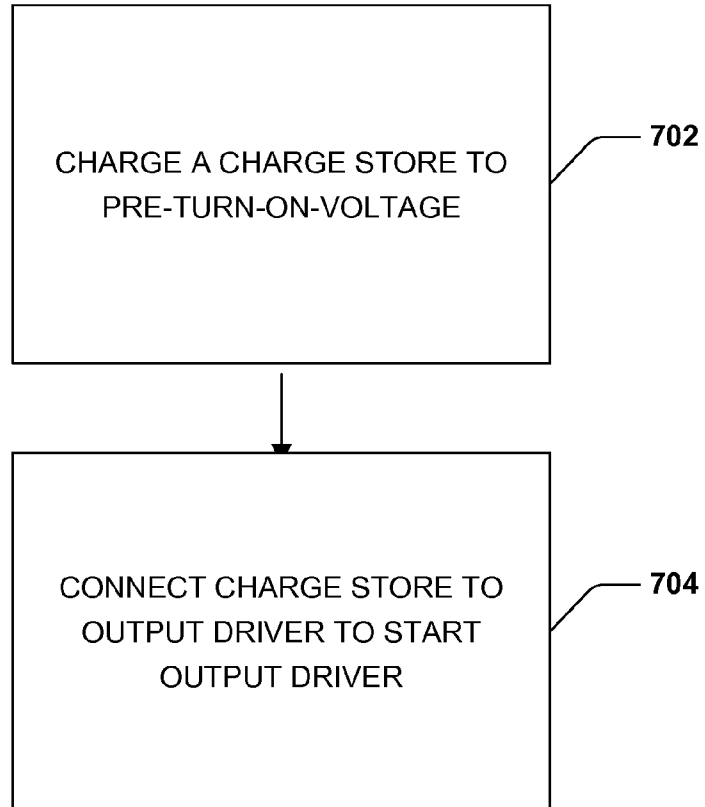 CHARGE A CHARGE STORE TO
PRE-TURN-ON-VOLTAGE
702
CONNECT CHARGE STORE TO
OUTPUT DRIVER TO START
OUTPUT DRIVER
704